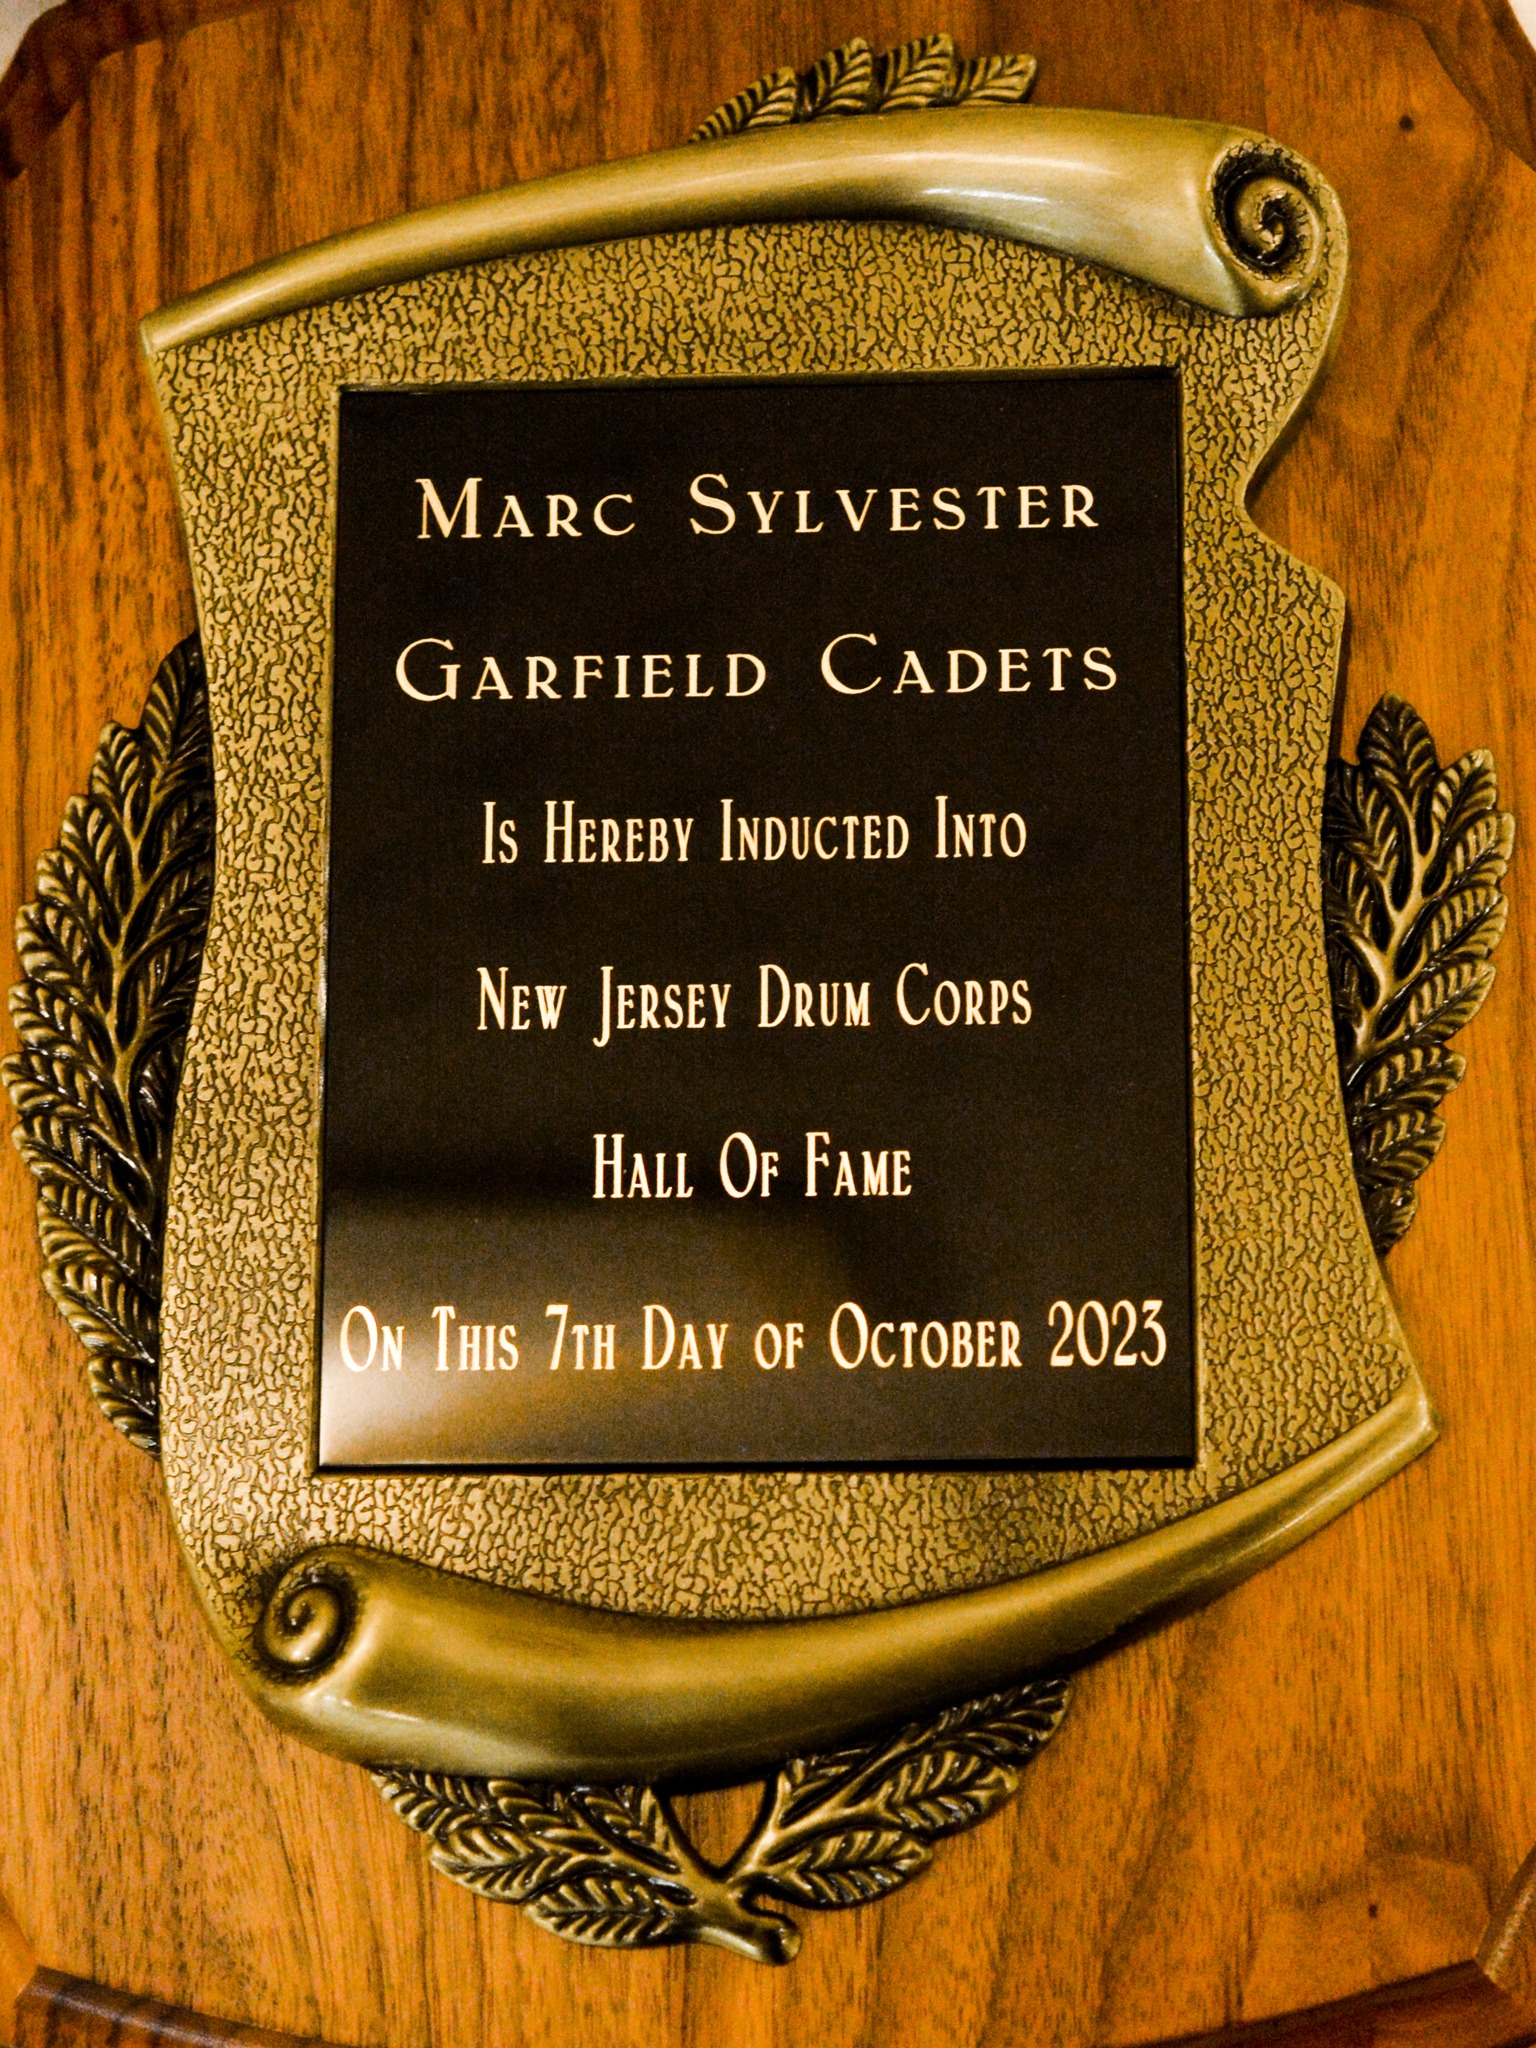 Marc Sylvester
Garfield Cadets
Is Hereby Inducted Into
New Jersey Drum Corps
Hall Of Fame
On This 7th Day of October 2023